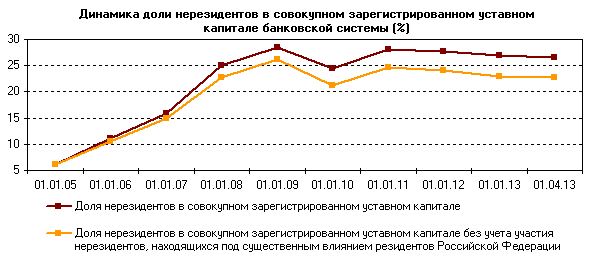 Динамика доли нерезидентов в совокупном зарегистрированном уставном
капитале банковской системы (%)
30
25
20
15
10
5
01.01.05 01.01.06 01.01.07 01.01.08 01.01.09 01.01.10 01.01.11 01.01.12 01.01.13 01.04.13
Доля нерезидентов в совокупном зарегистрированном уставном капитале
Доля нерезидентов в совокупном зарегистрированном уставном капитале без учета участия
нерезидентов, находящихся под существенным влиянием резидентов Российской Федерации